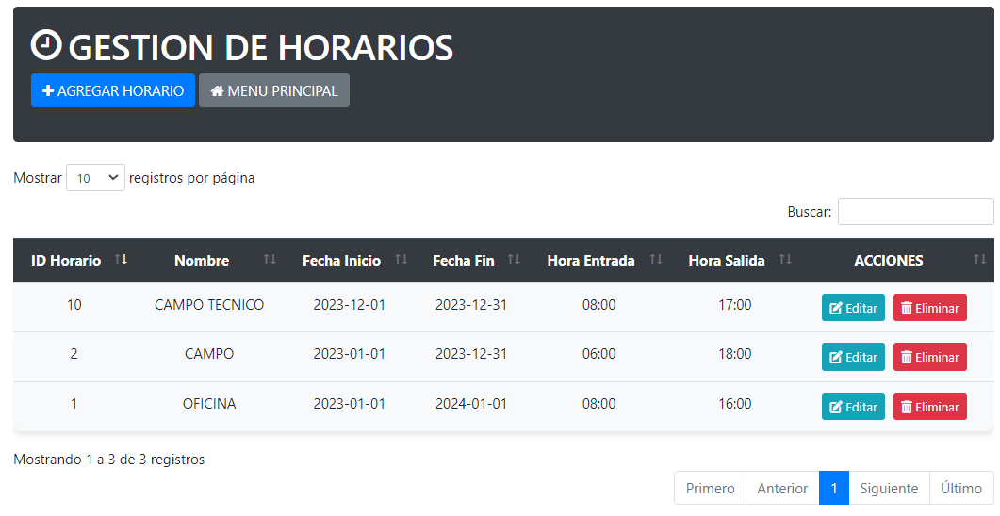 GESTION DE HORARIOS
AGREGAR HORARIO MENU PRINCIPAL
Mostrar 10 registros por página
Buscar:
ID Horario Nombre Fecha Inicio Fecha Fin Hora Entrada Hora Salida ACCIONES
10 CAMPO TECNICO 2023-12-01 2023-12-31 08:00 17:00 Editar Eliminar
2 CAMPO 2023-01-01 2023-12-31 06:00 18:00 Editar Eliminar
1 OFICINA 2023-01-01 2024-01-01 08:00 16:00 Editar Eliminar
Mostrando 1 a 3 de 3 registros
Primero Anterior 1 Siguiente Último